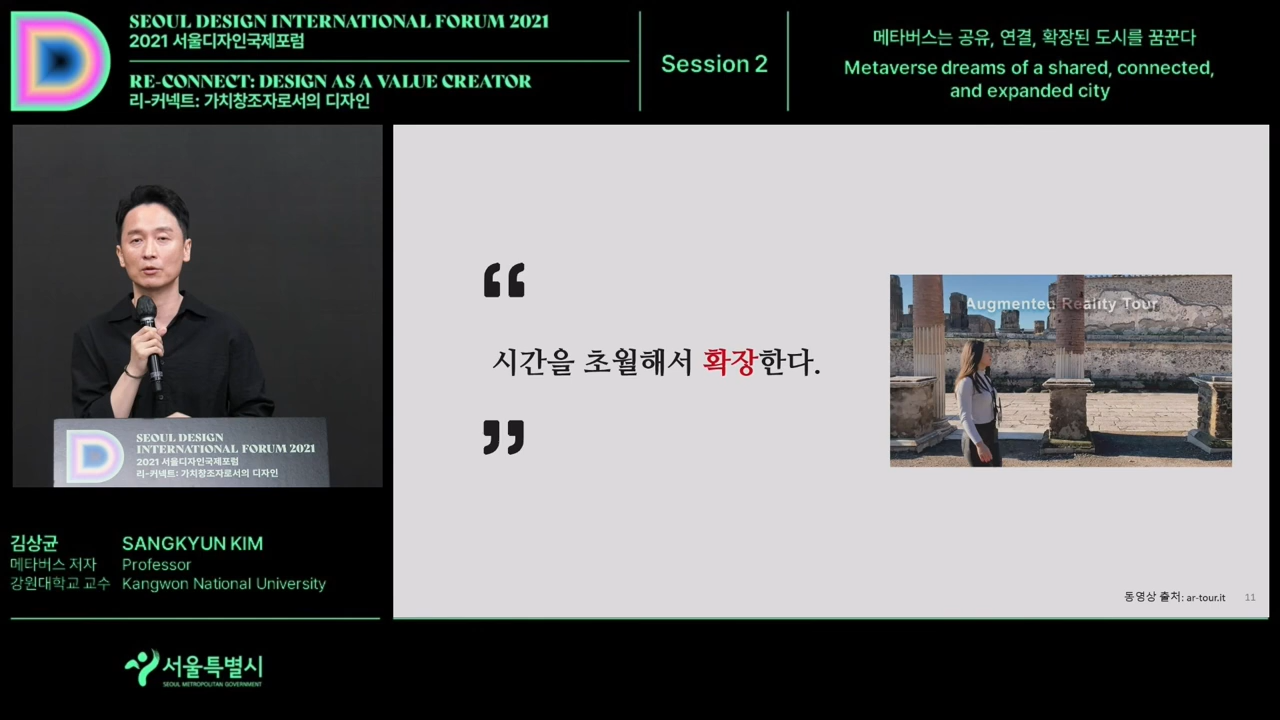 SEOUL DESIGN INTERNATIONAL FORUM 2021
2021 서울디자인국제포럼
RE-CONNECT: DESIGN AS A VALUE CREATOR
리-커넥트: 가치창조자로서의 디자인
Session 2
메타버스는 공유, 연결, 확장된 도시를 꿈꾼다
Metaverse dreams of a shared, connected,
and expanded city
SEOUL DESIGN
INTERNATIONAL FORUM 2021
2021 서울디자인국제포럼
리-커넥트: 가치창조자로서의 디자인
“
시간을 초월해서 확장한다.
”
Augmented Reality Tour
동영상 출처: ar-tour.it
11
김상균 SANGKYUN KIM
메타버스 저자 Professor
강원대학교 교수 Kangwon National University
서울특별시
SEOUL METROPOLITAN GOVERNMENT